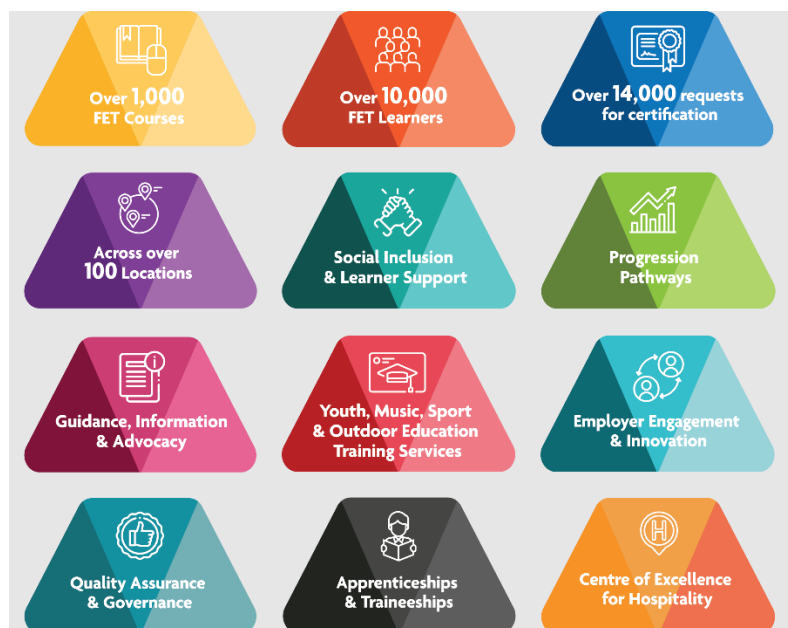 Over 1,000
FET Courses
Over 10,000
FET Learners
Over 14,000 requests
for certification
Across over
100 Locations
Social Inclusion
& Learner Support
Progression
Pathways
Guidance, Information
& Advocacy
Youth, Music, Sport
& Outdoor Education
Training Services
Employer Engagement
& Innovation
Quality Assurance
& Governance
Apprenticeships
& Traineeships
H
Centre of Excellence
for Hospitality